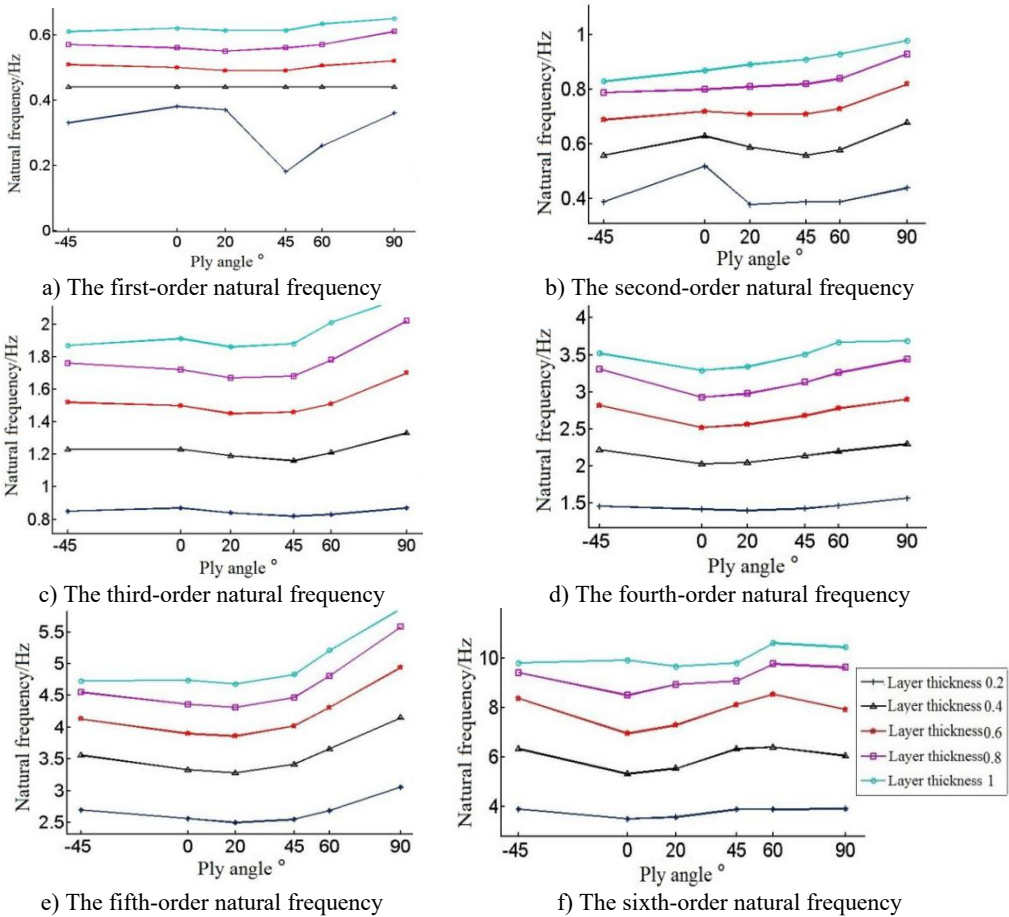 Natural frequency/Hz
0.6
0.4
0.2
0
-45 0 20 45 60 90
Ply angle °
a) The first-order natural frequency
Natural frequency/Hz
1
0.8
0.6
0.4
-45 0 20 45 60 90
Ply angle °
b) The second-order natural frequency
Natural frequency/Hz
2
1.8
1.6
1.4
1.2
1
0.8
-45 0 20 45 60 90
Ply angle °
c) The third-order natural frequency
Natural frequency/Hz
4
3.5
3
2.5
2
1.5
-45 0 20 45 60 90
Ply angle °
d) The fourth-order natural frequency
Natural frequency/Hz
5.5
5
4.5
4
3.5
3
2.5
-45 0 20 45 60 90
Ply angle °
e) The fifth-order natural frequency
Natural frequency/Hz
10
8
6
4
-45 0 20 45 60 90
Ply angle °
Layer thickness 0.2
Layer thickness 0.4
Layer thickness 0.6
Layer thickness 0.8
Layer thickness 1
f) The sixth-order natural frequency